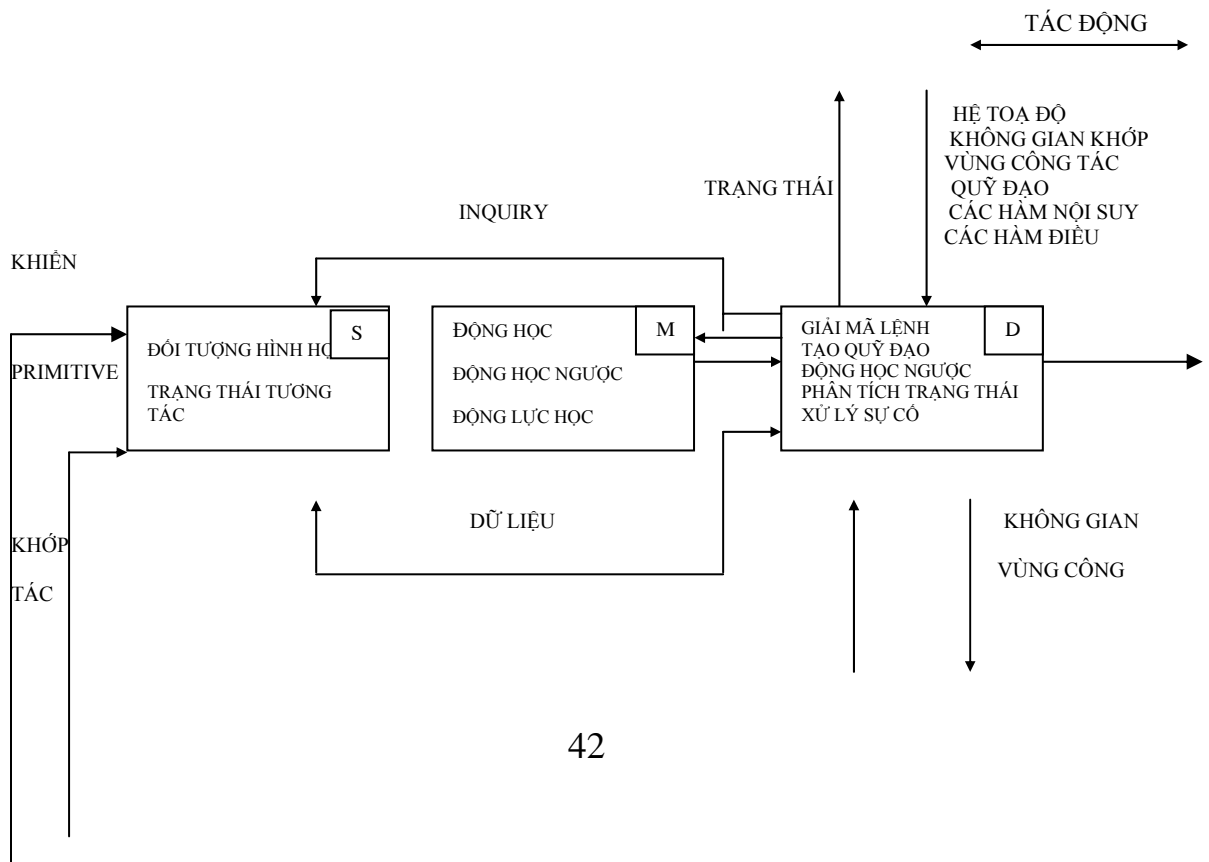 TÁC ĐỘNG
HỆ TOẠ ĐỘ
KHÔNG GIAN KHỚP
VÙNG CÔNG TÁC
QUỸ ĐẠO
CÁC HÀM NỘI SUY
CÁC HÀM ĐIỀU
TRẠNG THÁI
INQUIRY
KHIỂN
PRIMITIVE
S
ĐỐI TƯỢNG HÌNH HỌ
TRẠNG THÁI TƯƠNG
TÁC
M
ĐỘNG HỌC
ĐỘNG HỌC NGƯỢC
ĐỘNG LỰC HỌC
D
GIẢI MÃ LỆNH
TẠO QUỸ ĐẠO
ĐỘNG HỌC NGƯỢC
PHÂN TÍCH TRẠNG THÁI
XỬ LÝ SỰ CỐ
DỮ LIỆU
KHÔNG GIAN
VÙNG CÔNG
KHỚP
TÁC
42